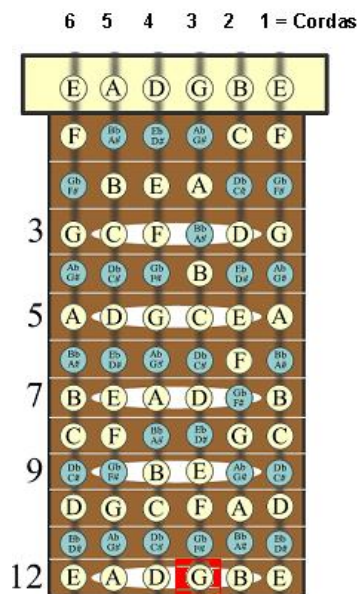 6 5 4 3 2 1 = Cordas
E A D G B E
F Bb A# Eb D# Ab G# C F
Gb F# B E A Db C# Gb F#
3 G C F Bb A# D G
Ab G# Db C# Gb F# B Eb D# Ab G#
5 A D G C E A
Bb A# Eb D# Ab G# Db C# F Bb A#
7 B E A D Gb F# B
C F Bb A# Eb D# G C
9 Db C# Gb F# B E Ab G# Db C#
D G C F A D
Eb D# Ab G# Db C# Gb F# Bb A# Eb D#
12 E A D G B E